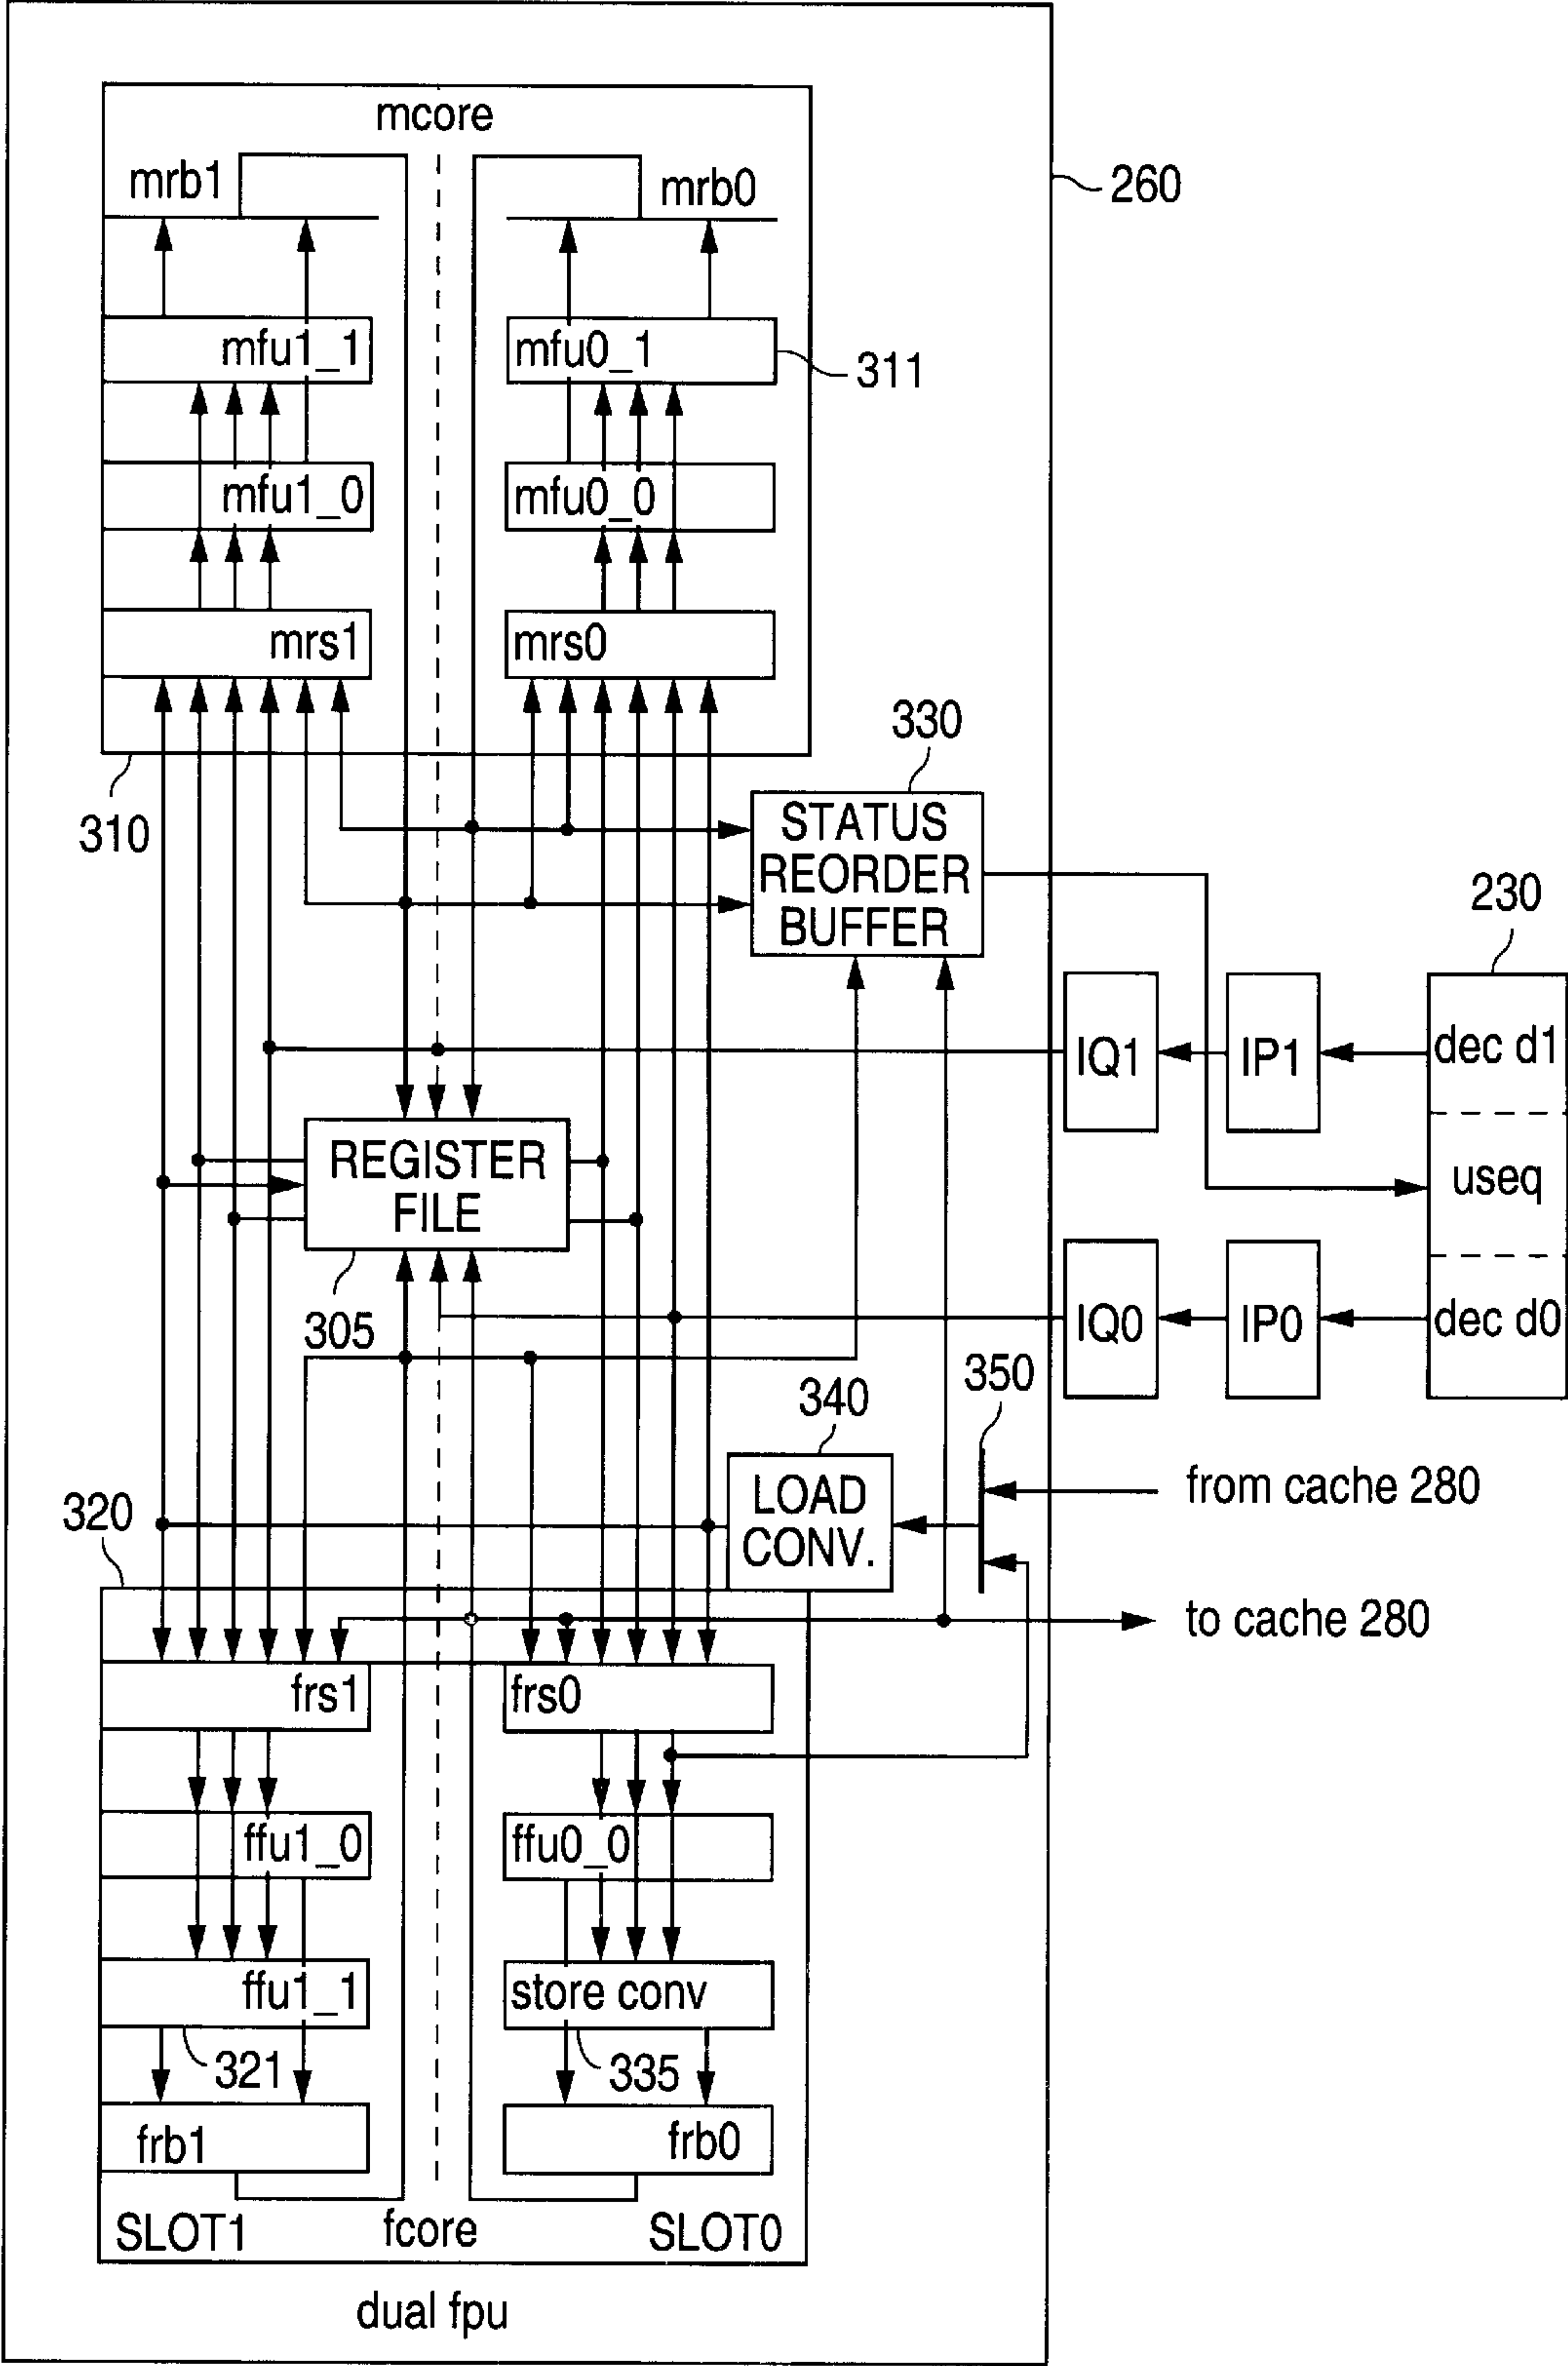 mcore
mrb1
mrb0
260
mfu1_1
mfu0_1
311
mfu1_0
mfu0_0
mrs1
mrs0
330
310
STATUS
REORDER
BUFFER
230
IQ1
IP1
dec d1
REGISTER
FILE
useq
305
IQ0
IP0
dec d0
350
340
320
LOAD
CONV.
from cache 280
to cache 280
frs1
frs0
ffu1_0
ffu0_0
ffu1_1
store conv
321
335
frb1
frb0
SLOT1
fcore
SLOT0
dual fpu